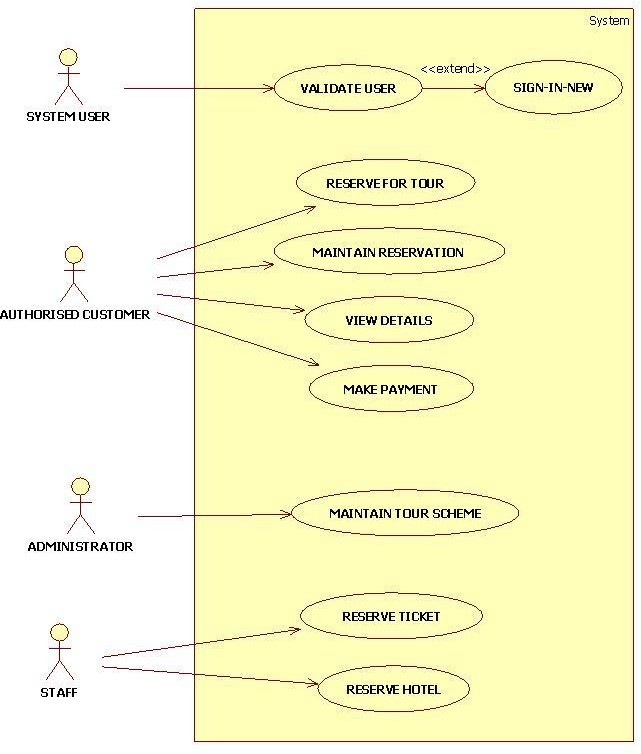 System
<<extend>>
SYSTEM USER
VALIDATE USER
SIGN-IN-NEW
RESERVE FOR TOUR
MAINTAIN RESERVATION
AUTHORISED CUSTOMER
VIEW DETAILS
MAKE PAYMENT
MAINTAIN TOUR SCHEME
ADMINISTRATOR
RESERVE TICKET
STAFF
RESERVE HOTEL